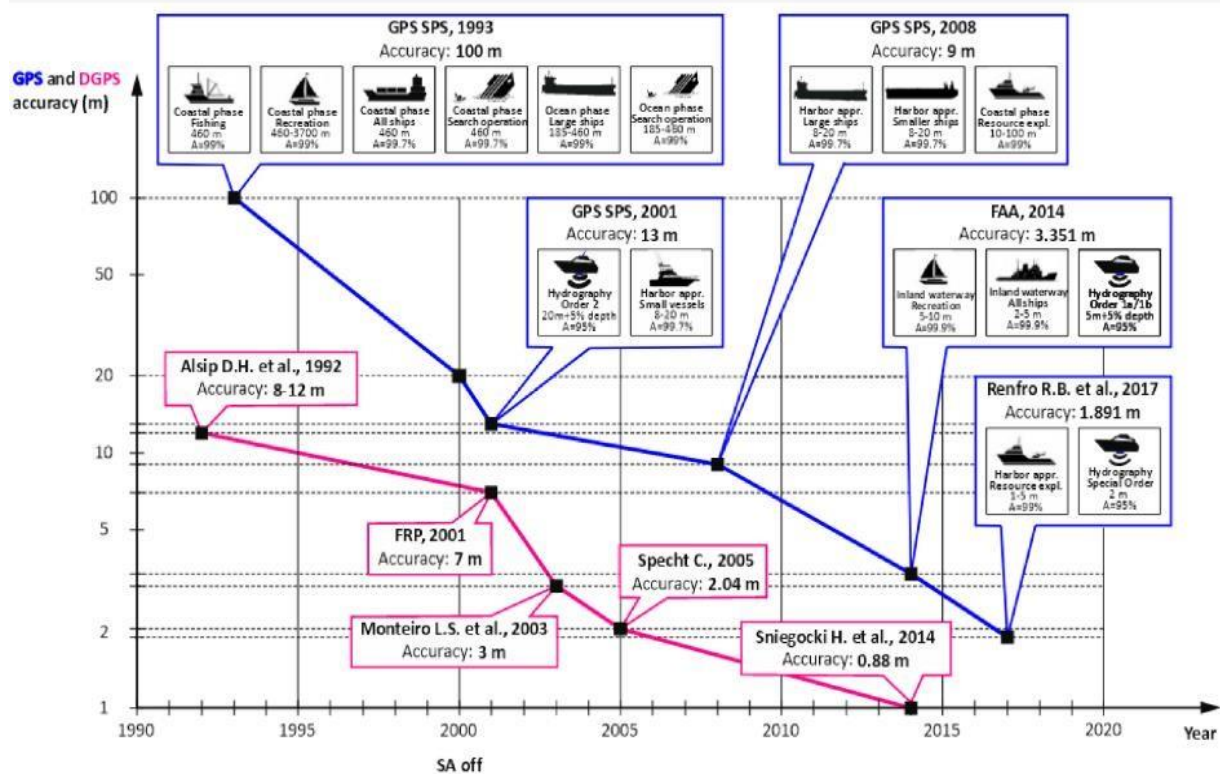 GPS SPS, 1993
Accuracy: 100 m
Coastal phase
Fishing
460 m
A=99%
Coastal phase
Recreation
460-3700 m
A=99%
Coastal phase
All ships
460 m
A=99.7%
Coastal phase
Search operation
460 m
A=99.7%
Ocean phase
Large ships
185-460 m
A=99%
Ocean phase
Search operation
185-460 m
A=99%
GPS SPS, 2008
Accuracy: 9 m
Harbor appr.
Large ships
8-20 m
A=99.7%
Harbor appr.
Smaller ships
8-20 m
A=99.7%
Coastal phase
Resource expl.
10-100 m
A=99%
GPS and DGPS
accuracy (m)
GPS SPS, 2001
Accuracy: 13 m
Hydrography
Order 2
20m+5% depth
A=95%
Harbor appr.
Small vessels
8-20 m
A=99.7%
FAA, 2014
Accuracy: 3.351 m
Inland waterway
Recreation
5-10 m
A=99.9%
Inland waterway
All ships
2-5 m
A=99.9%
Hydrography
Order 1a/1b
5m+5% depth
A=95%
Alsip D.H. et al., 1992
Accuracy: 8-12 m
Renfro R.B. et al., 2017
Accuracy: 1.891 m
Harbor appr.
Resource expl.
1-5 m
A=99%
Hydrography
Special Order
2 m
A=95%
FRP, 2001
Accuracy: 7 m
Specht C., 2005
Accuracy: 2.04 m
Monteiro L.S. et al., 2003
Accuracy: 3 m
Sniegocki H. et al., 2014
Accuracy: 0.88 m
100
50
20
10
5
2
1
1990
1995
2000
2005
2010
2015
2020
Year
SA off